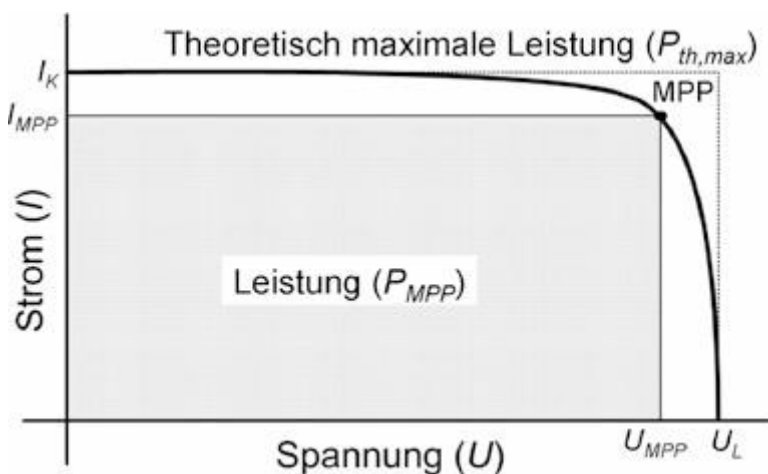 Theoretisch maximale Leistung (P_th,max)
I_K
MPP
I_MPP
Strom (I)
Leistung (P_MPP)
Spannung (U)
U_MPP
U_L